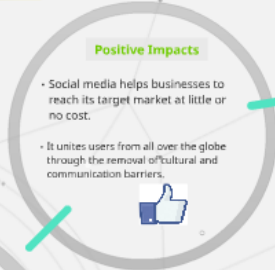 Positive Impacts
· Social media helps businesses to
reach its target market at little or
no cost.
· It unites users from all over the globe
through the removal of cultural and
communication barriers.